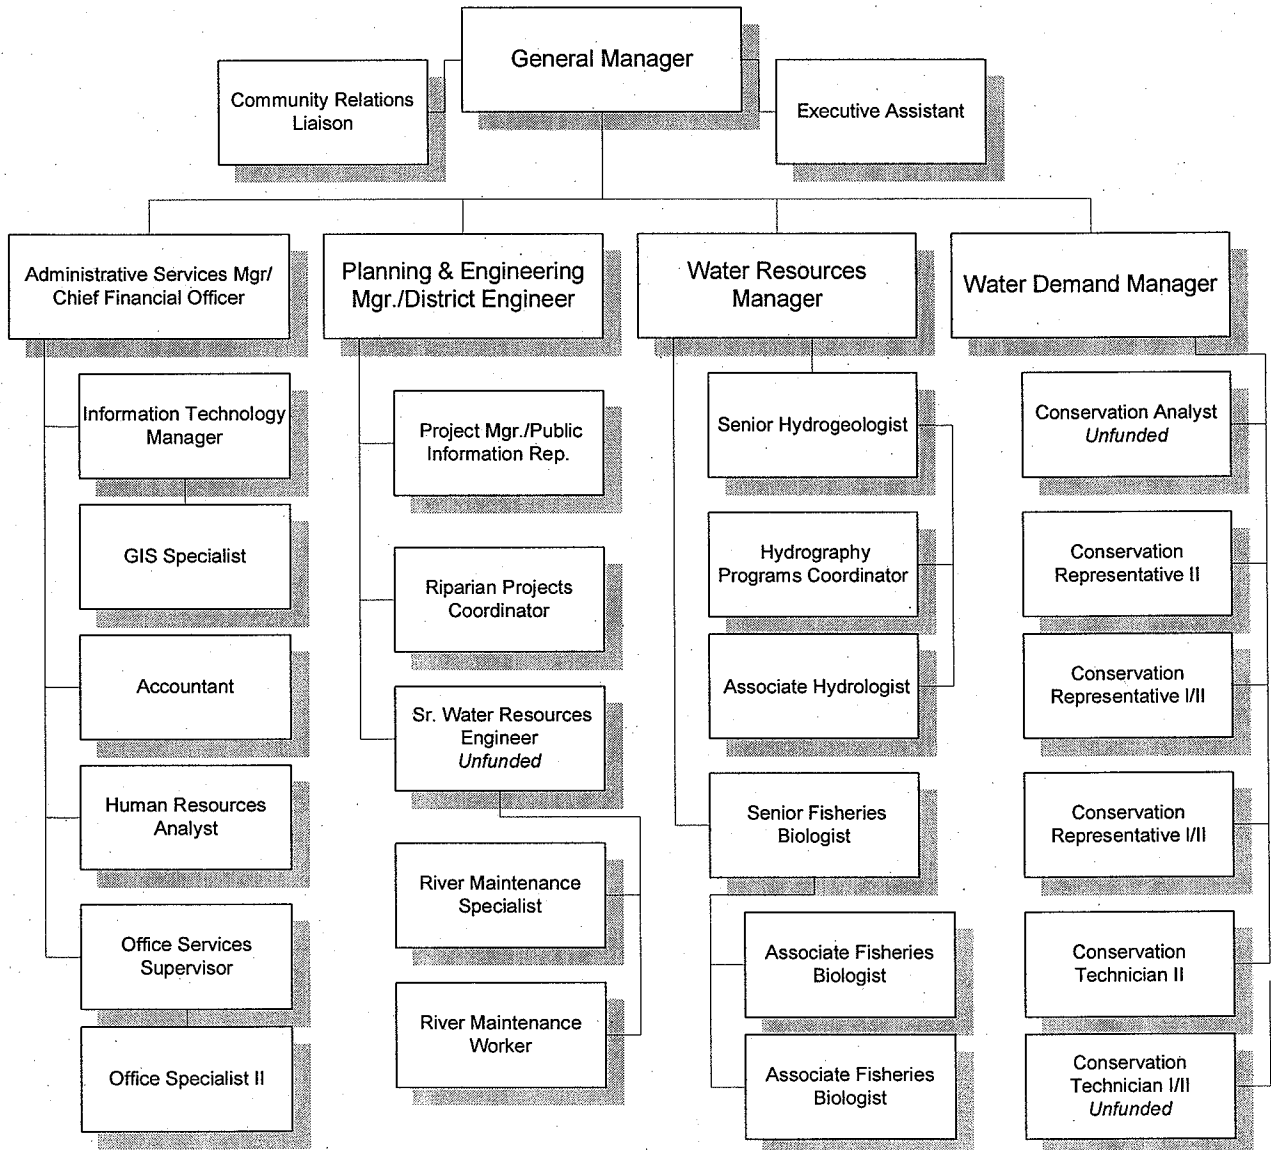 General Manager
Community Relations
Liaison
Executive Assistant
Administrative Services Mgr/
Chief Financial Officer
Planning & Engineering
Mgr./District Engineer
Water Resources
Manager
Water Demand Manager
Information Technology
Manager
GIS Specialist
Accountant
Human Resources
Analyst
Office Services
Supervisor
Office Specialist II
Project Mgr./Public
Information Rep.
Riparian Projects
Coordinator
Sr. Water Resources
Engineer
Unfunded
River Maintenance
Specialist
River Maintenance
Worker
Senior Hydrogeologist
Hydrography
Programs Coordinator
Associate Hydrologist
Senior Fisheries
Biologist
Associate Fisheries
Biologist
Associate Fisheries
Biologist
Conservation Analyst
Unfunded
Conservation
Representative II
Conservation
Representative I/II
Conservation
Representative I/II
Conservation
Technician II
Conservation
Technician I/II
Unfunded